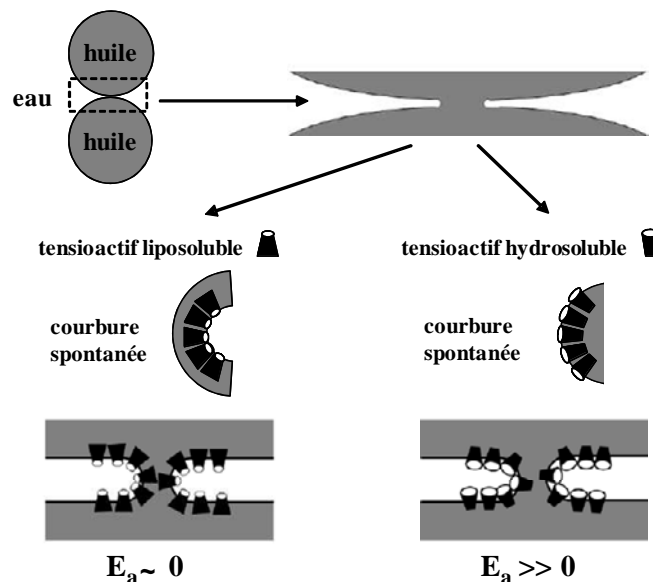 huile
eau
huile
tensioactif liposoluble
tensioactif hydrosoluble
courbure
spontanée
courbure
spontanée
Ea ~ 0
Ea >> 0